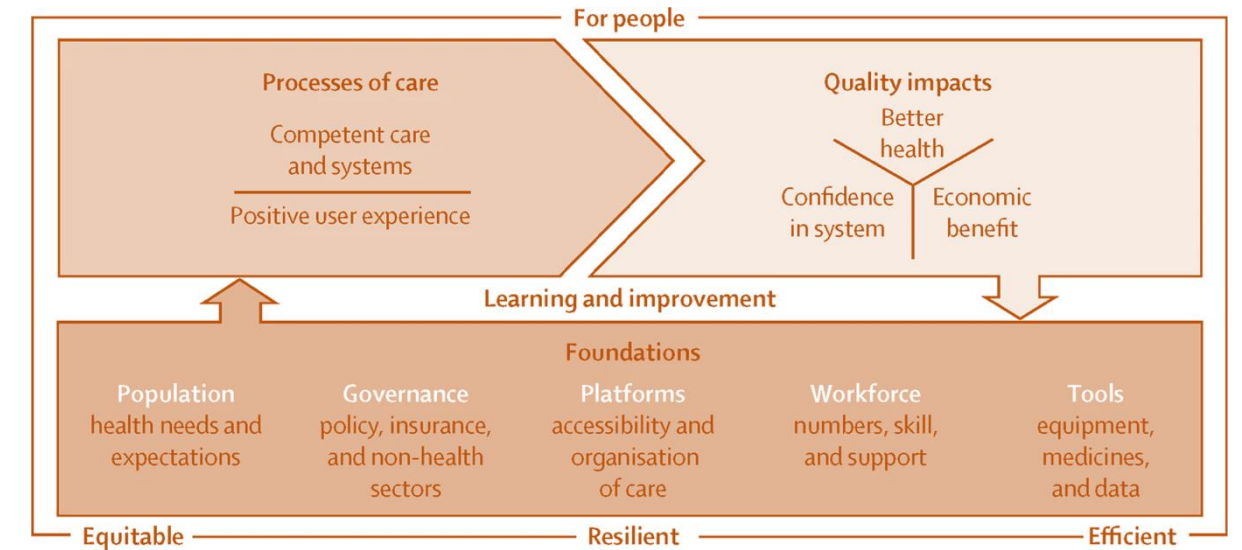 For people
Processes of care
Competent care
and systems
Positive user experience
Quality impacts
Better
health
Confidence
in system
Economic
benefit
Learning and improvement
Foundations
Population
health needs and
expectations
Governance
policy, insurance,
and non-health
sectors
Platforms
accessibility and
organisation
of care
Workforce
numbers, skill,
and support
Tools
equipment,
medicines,
and data
Equitable
Resilient
Efficient